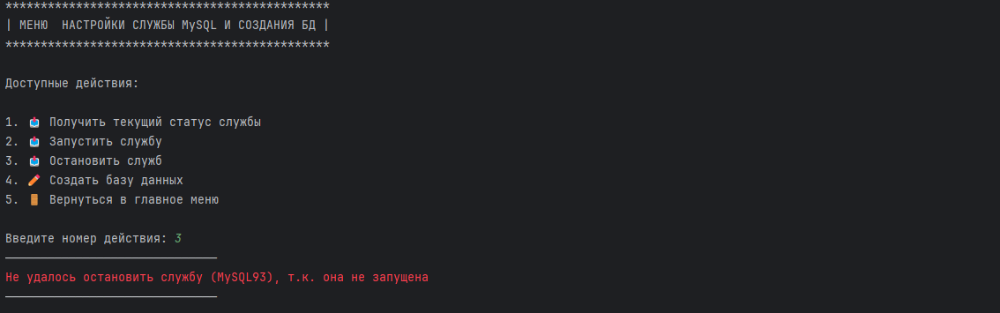 **********************************************
| МЕНЮ  НАСТРОЙКИ СЛУЖБЫ MySQL И СОЗДАНИЯ БД |
**********************************************
Доступные действия:
1. 📩 Получить текущий статус службы
2. 📩 Запустить службу
3. 📩 Остановить служб
4. ✏️ Создать базу данных
5. 🚪 Вернуться в главное меню
Введите номер действия: 3
——————————————————————————————
Не удалось остановить службу (MySQL93), т.к. она не запущена
——————————————————————————————